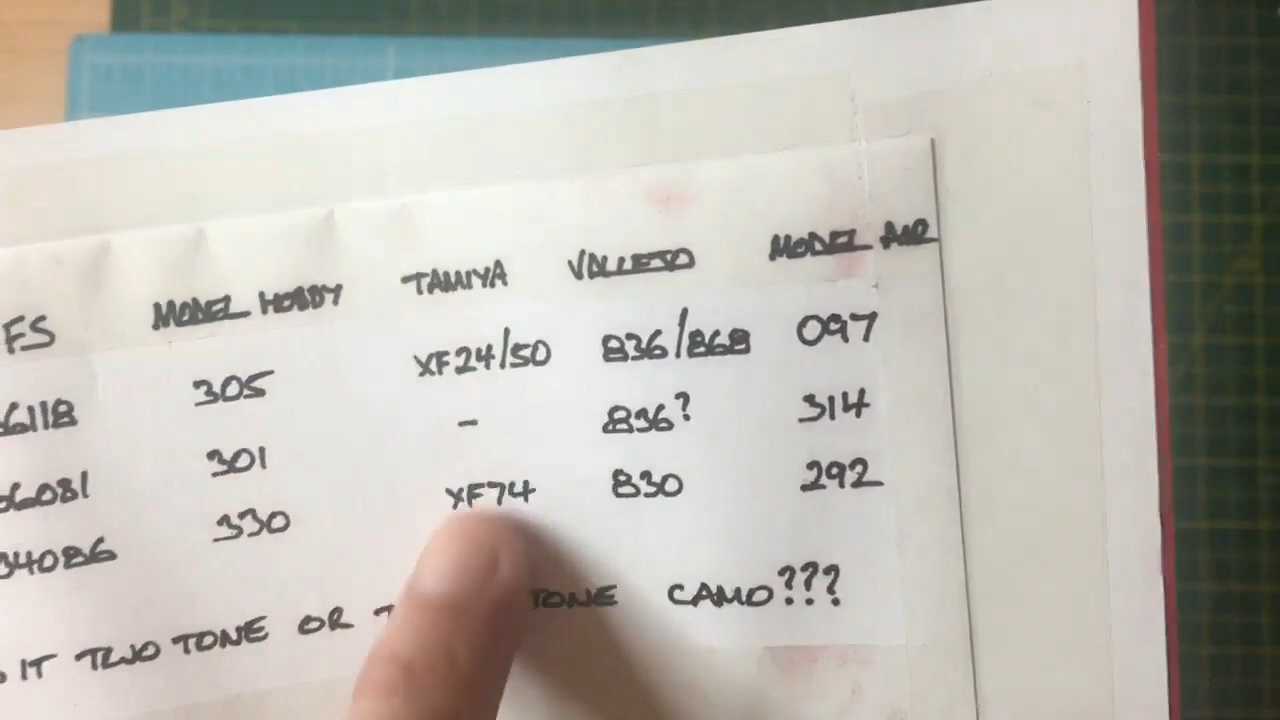 FS MODEL HOBBY TAMIYA VALLEJO MODEL AIR
6118 305 XF24/50 836/868 097
6081 301 - 836? 314
34086 330 XF74 830 292
IT TWO TONE OR TONE CAMO???